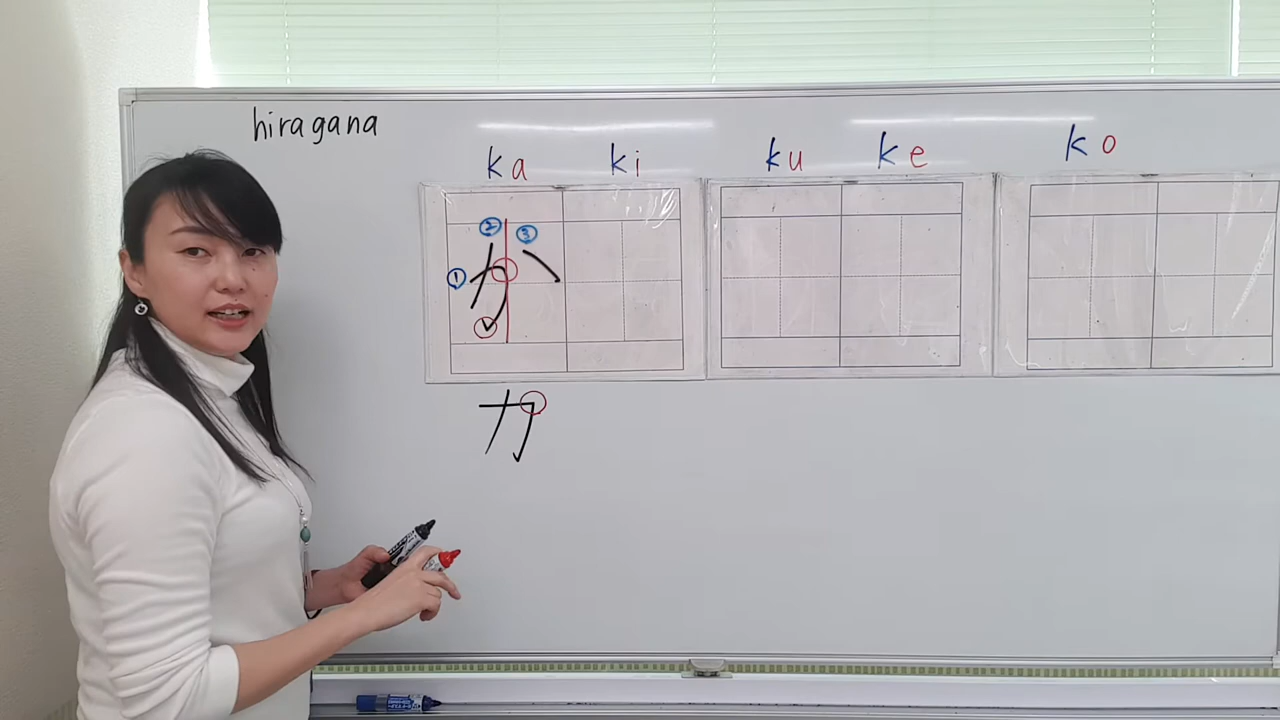 hiragana
ka ki ku ke ko
① ② ③
か
カ